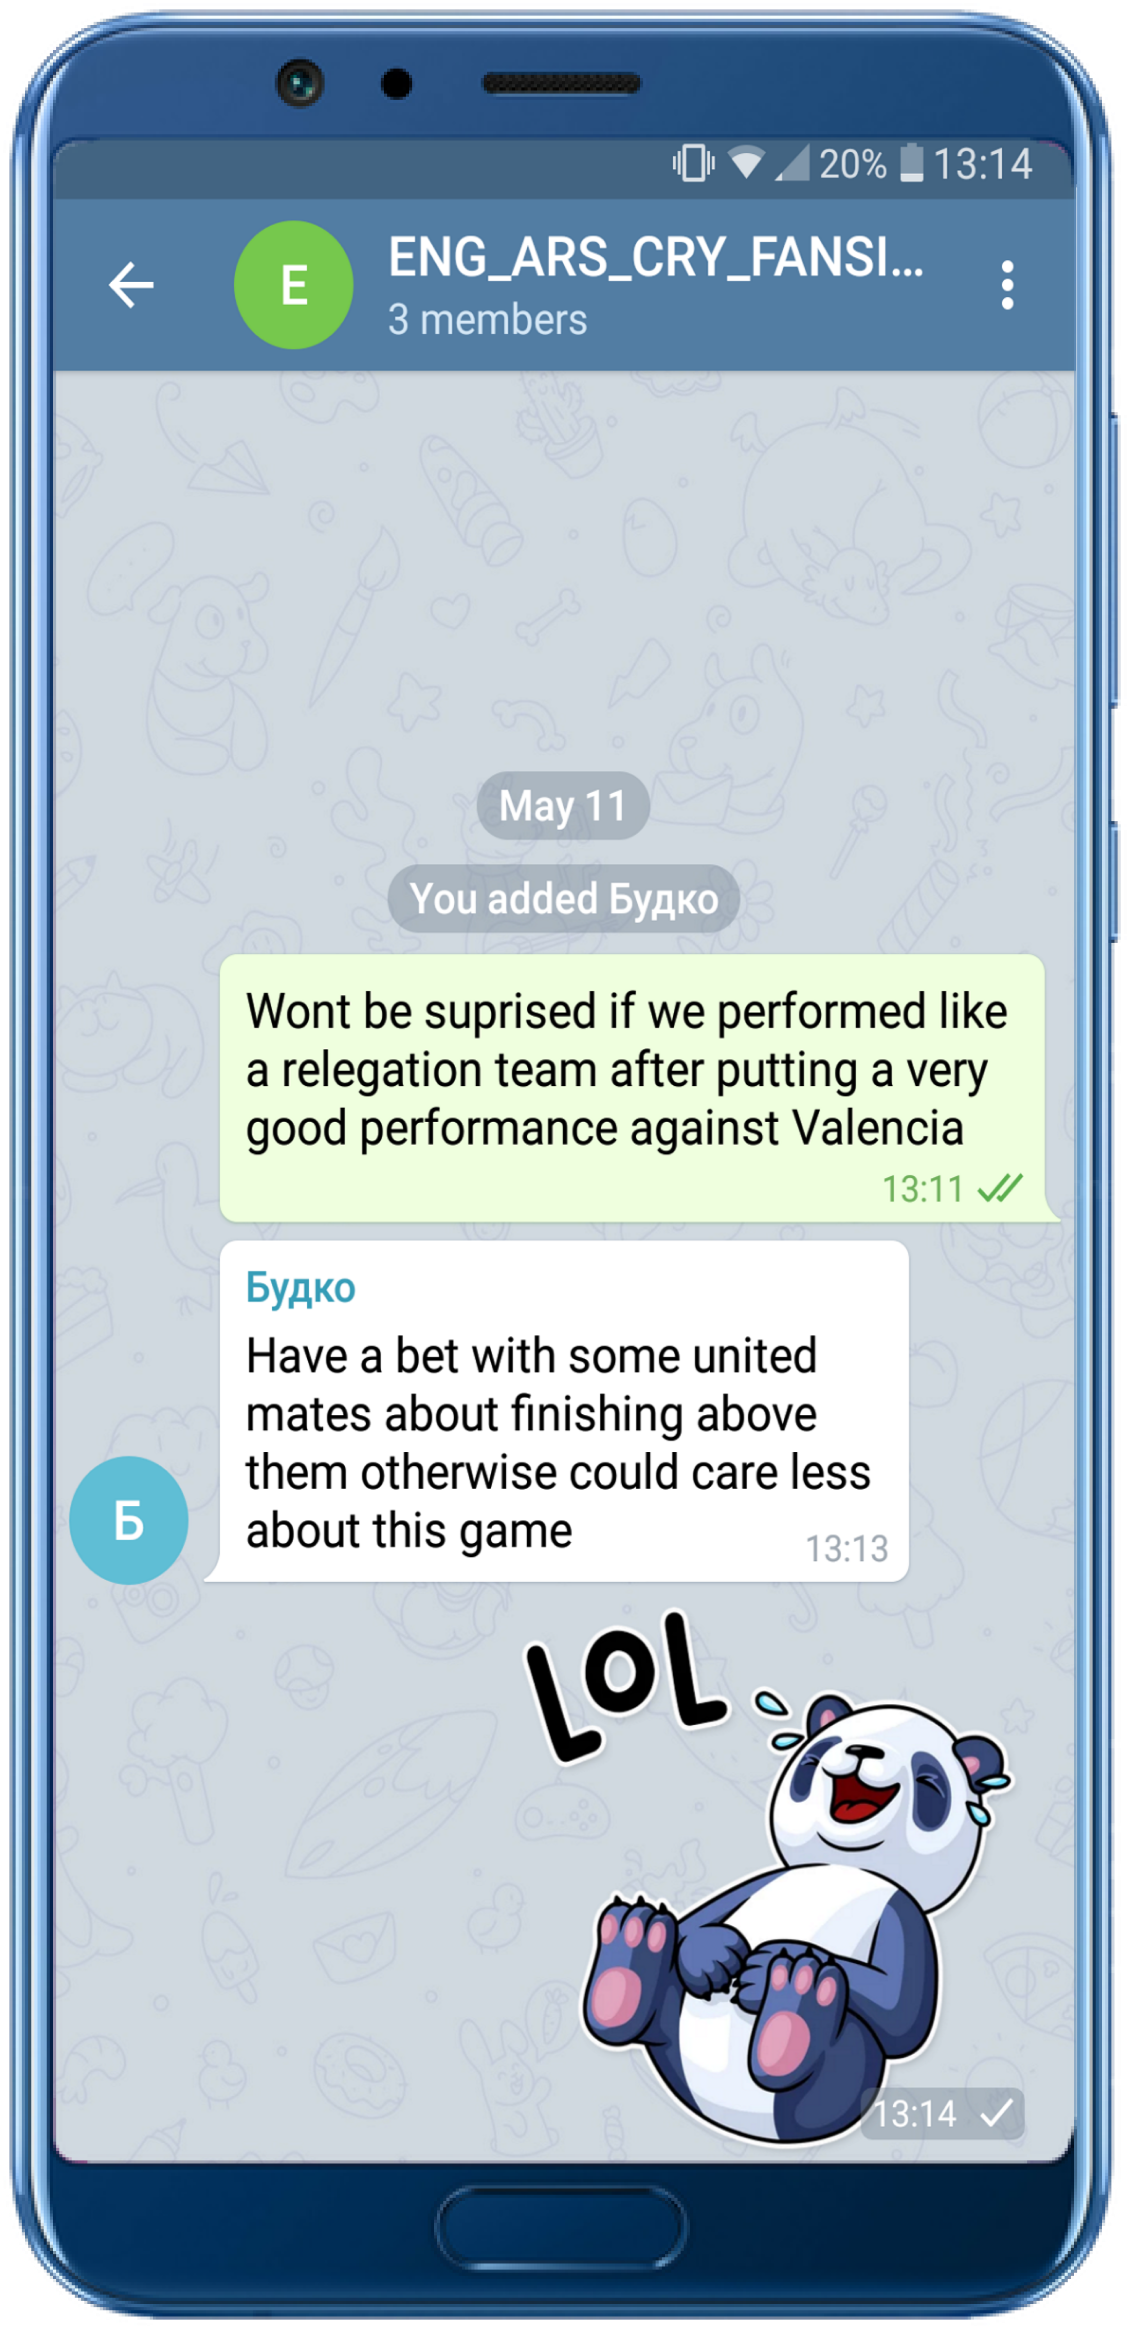 20% 13:14
E
ENG_ARS_CRY_FANSI...
3 members
May 11
You added Будко
Wont be suprised if we performed like
a relegation team after putting a very
good performance against Valencia
13:11
Будко
Have a bet with some united
mates about finishing above
them otherwise could care less
about this game
13:13
Б
LOL
13:14